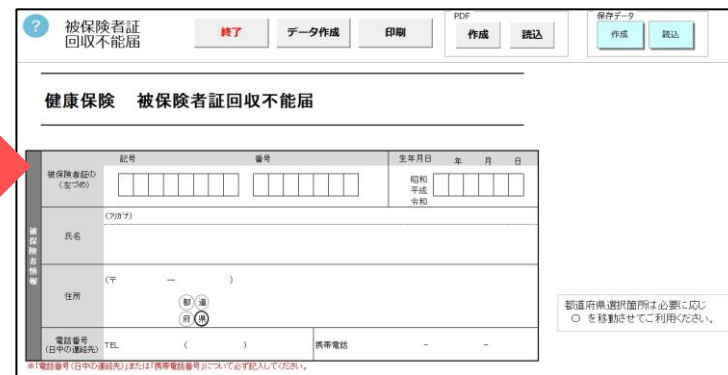 ?
被保険者証
回収不能届
終了
データ作成
印刷
PDF
作成
読込
保存データ
作成
読込
健康保険 被保険者証回収不能届
被保険者情報
記号 番号 生年月日 年 月 日
被保険者証の
(左づめ)
昭和
平成
令和
(フリガナ)
氏名
住所
(〒 ー )
都 道
府 県
電話番号
(日中の連絡先)
TEL ( )
携帯電話 - -
※「電話番号(日中の連絡先)」または「携帯電話番号」について必ず記入してください。
都道府県選択箇所は必要に応じ
○ を移動させてご利用ください。